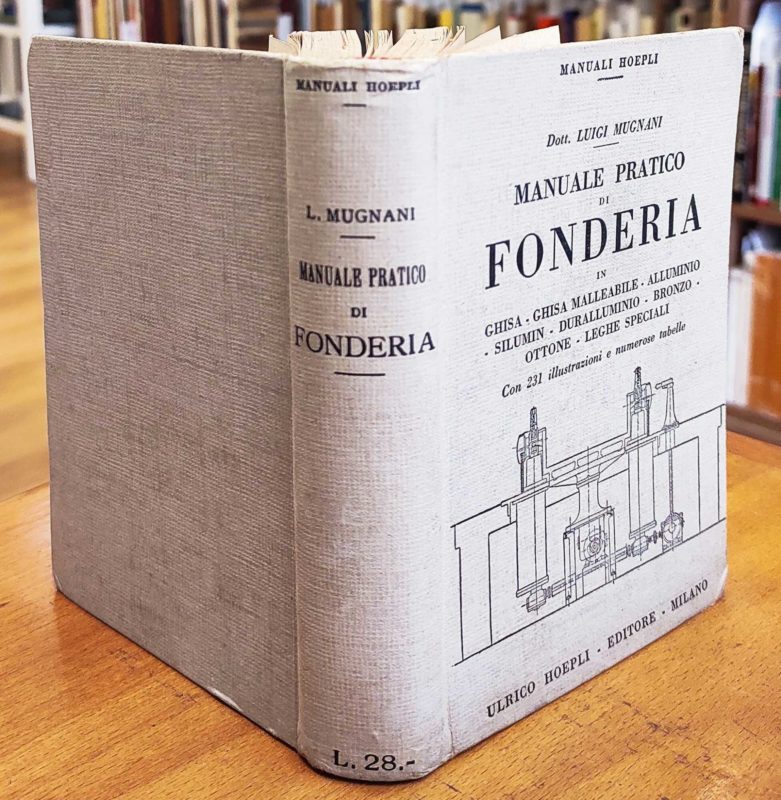 MANUALI HOEPLI
L. MUGNANI
MANUALE PRATICO
DI
FONDERIA
L. 28.-
MANUALI HOEPLI
Dott. LUIGI MUGNANI
MANUALE PRATICO
DI
FONDERIA
IN
GHISA - GHISA MALLEABILE - ALLUMINIO
- SILUMIN - DURALLUMINIO - BRONZO -
OTTONE - LEGHE SPECIALI
Con 231 illustrazioni e numerose tabelle
ULRICO HOEPLI - EDITORE - MILANO